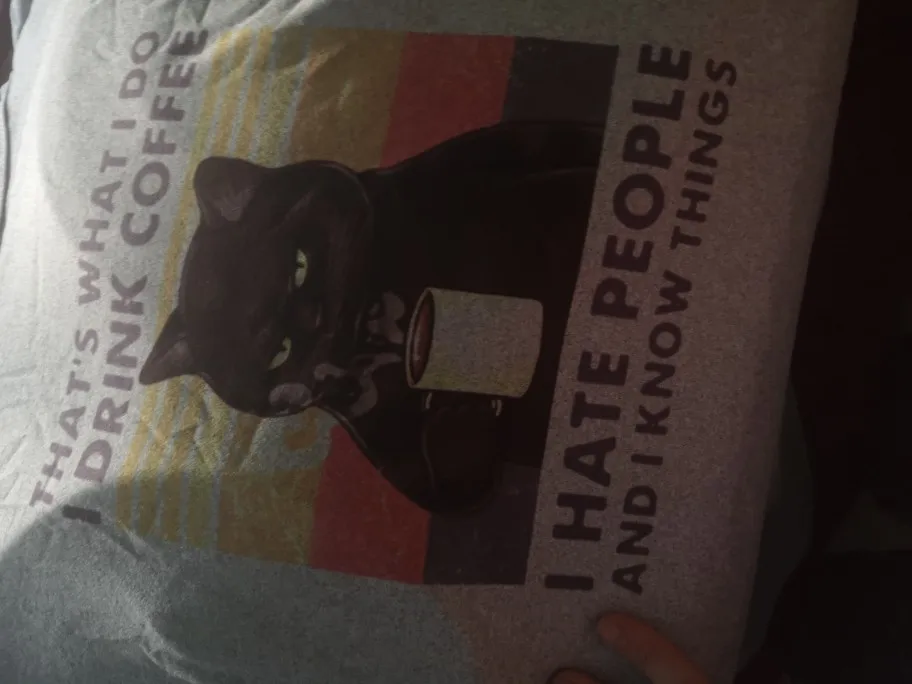 THAT'S WHAT I DO
I DRINK COFFEE
I HATE PEOPLE
AND I KNOW THINGS